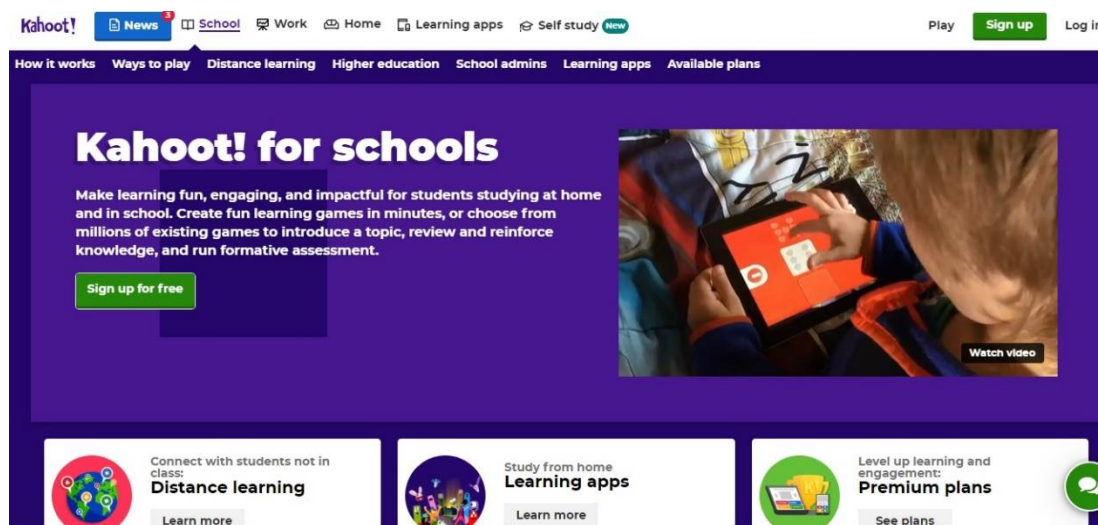 Kahoot!
News
3
School
Work
Home
Learning apps
Self study
New
Play
Sign up
Log in
How it works
Ways to play
Distance learning
Higher education
School admins
Learning apps
Available plans
Kahoot! for schools
Make learning fun, engaging, and impactful for students studying at home
and in school. Create fun learning games in minutes, or choose from
millions of existing games to introduce a topic, review and reinforce
knowledge, and run formative assessment.
Sign up for free
Watch video
Connect with students not in
class:
Distance learning
Learn more
Study from home
Learning apps
Learn more
Level up learning and
engagement:
Premium plans
See plans